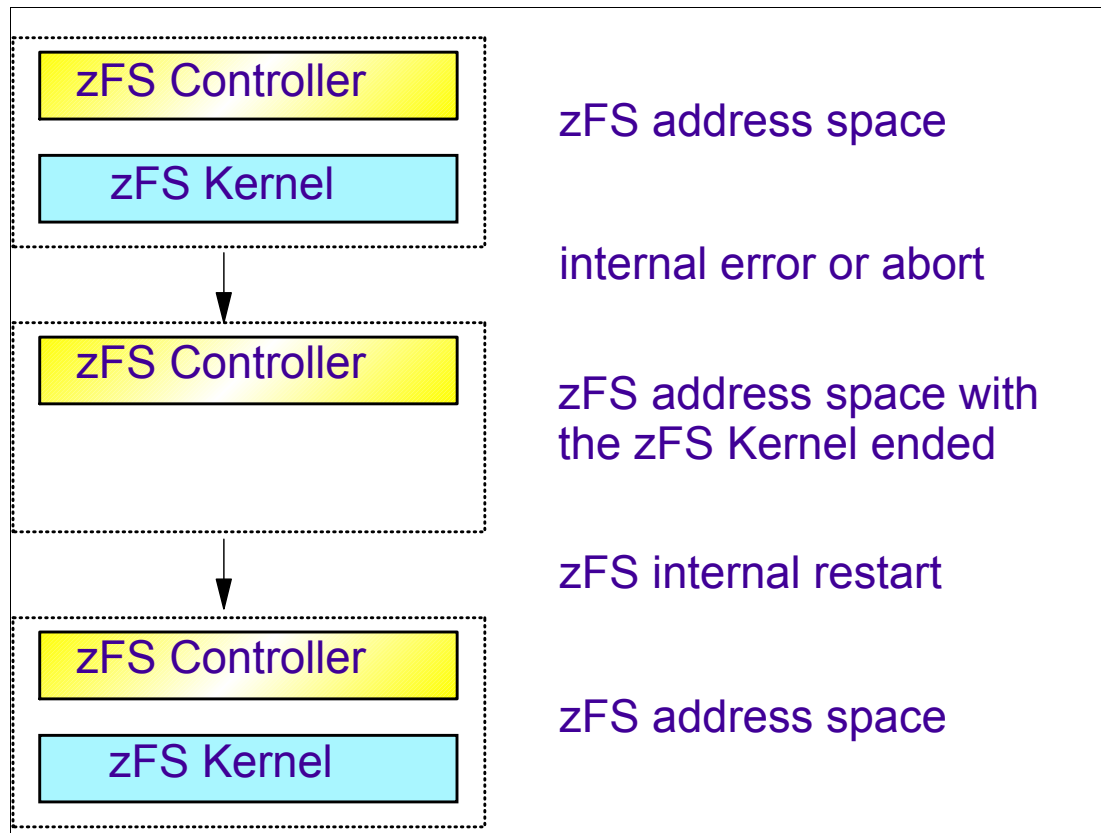 zFS Controller
zFS address space
zFS Kernel
internal error or abort
zFS Controller
zFS address space with
the zFS Kernel ended
zFS internal restart
zFS Controller
zFS address space
zFS Kernel